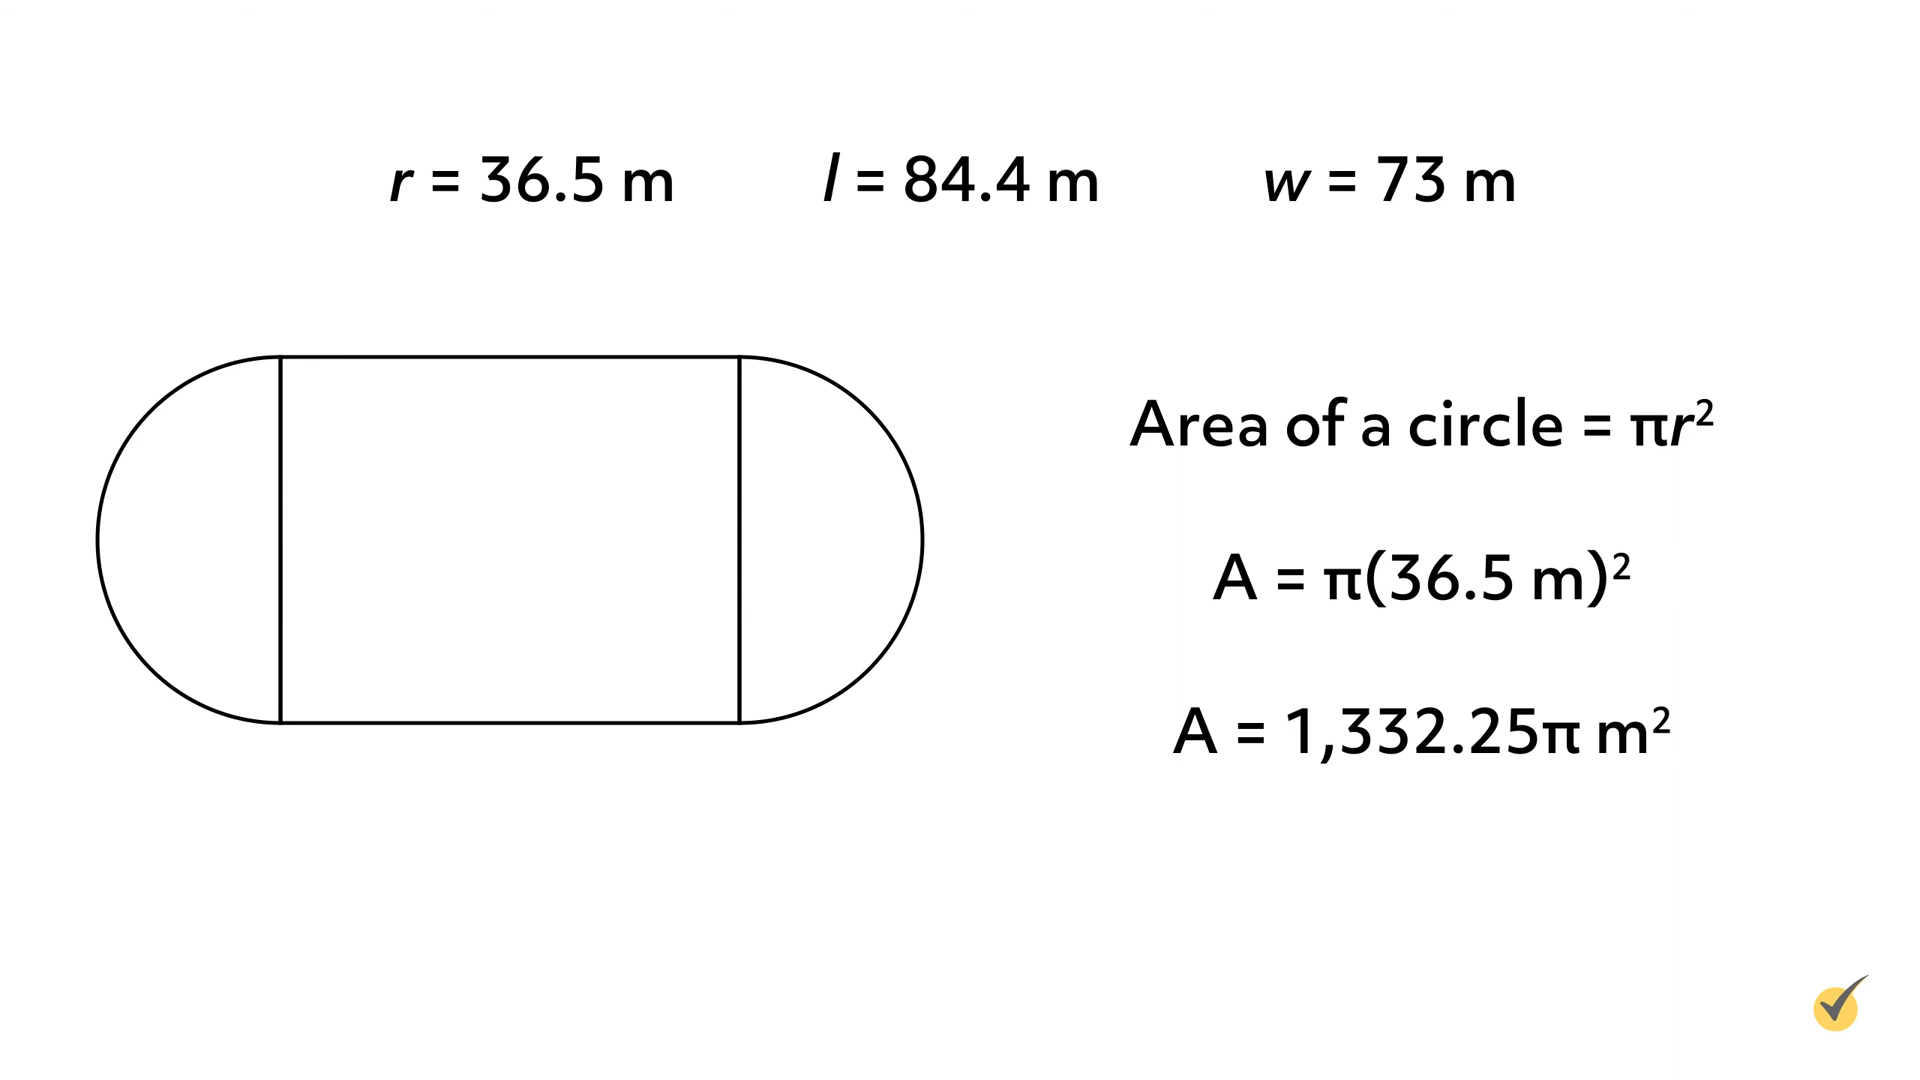 r = 36.5 m l = 84.4 m w = 73 m
Area of a circle = πr²
A = π(36.5 m)²
A = 1,332.25π m²